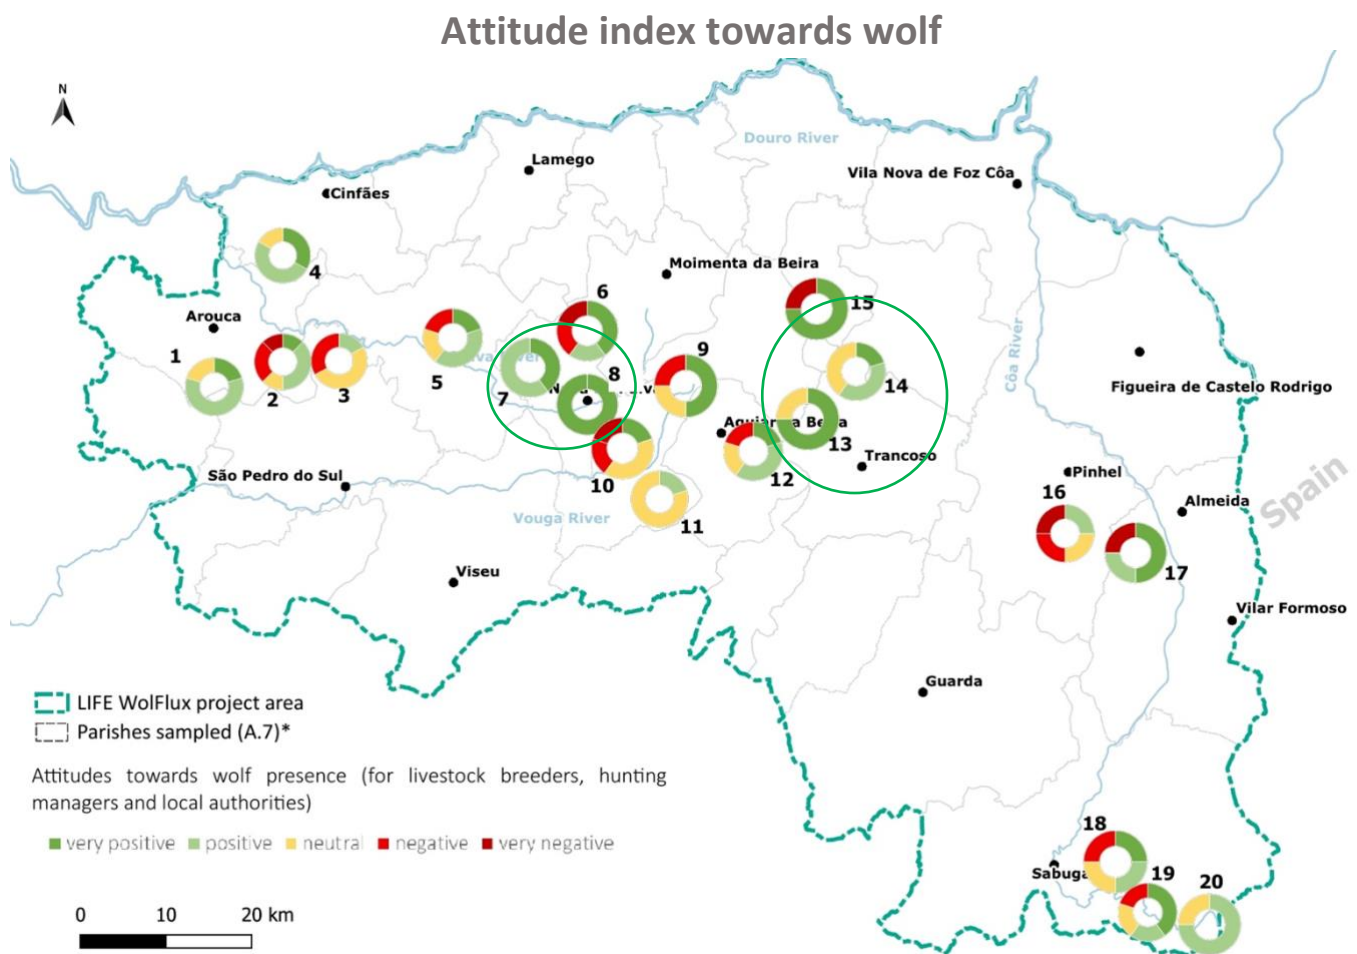 Attitude index towards wolf
N
Douro River
Lamego
Vila Nova de Foz Côa
Cinfães
4
Moimenta da Beira
Arouca
6
15
1
9
Côa River
5
8
14
Figueira de Castelo Rodrigo
2
3
7
Aguiar da Beira
13
Trancoso
São Pedro do Sul
12
Pinhel
10
16
Almeida
Spain
Vouga River
11
Viseu
17
Vilar Formoso
Guarda
LIFE WolFlux project area
Parishes sampled (A.7)*
Attitudes towards wolf presence (for livestock breeders, hunting
managers and local authorities)
very positive positive neutral negative very negative
18
Sabuga
19
20
0 10 20 km